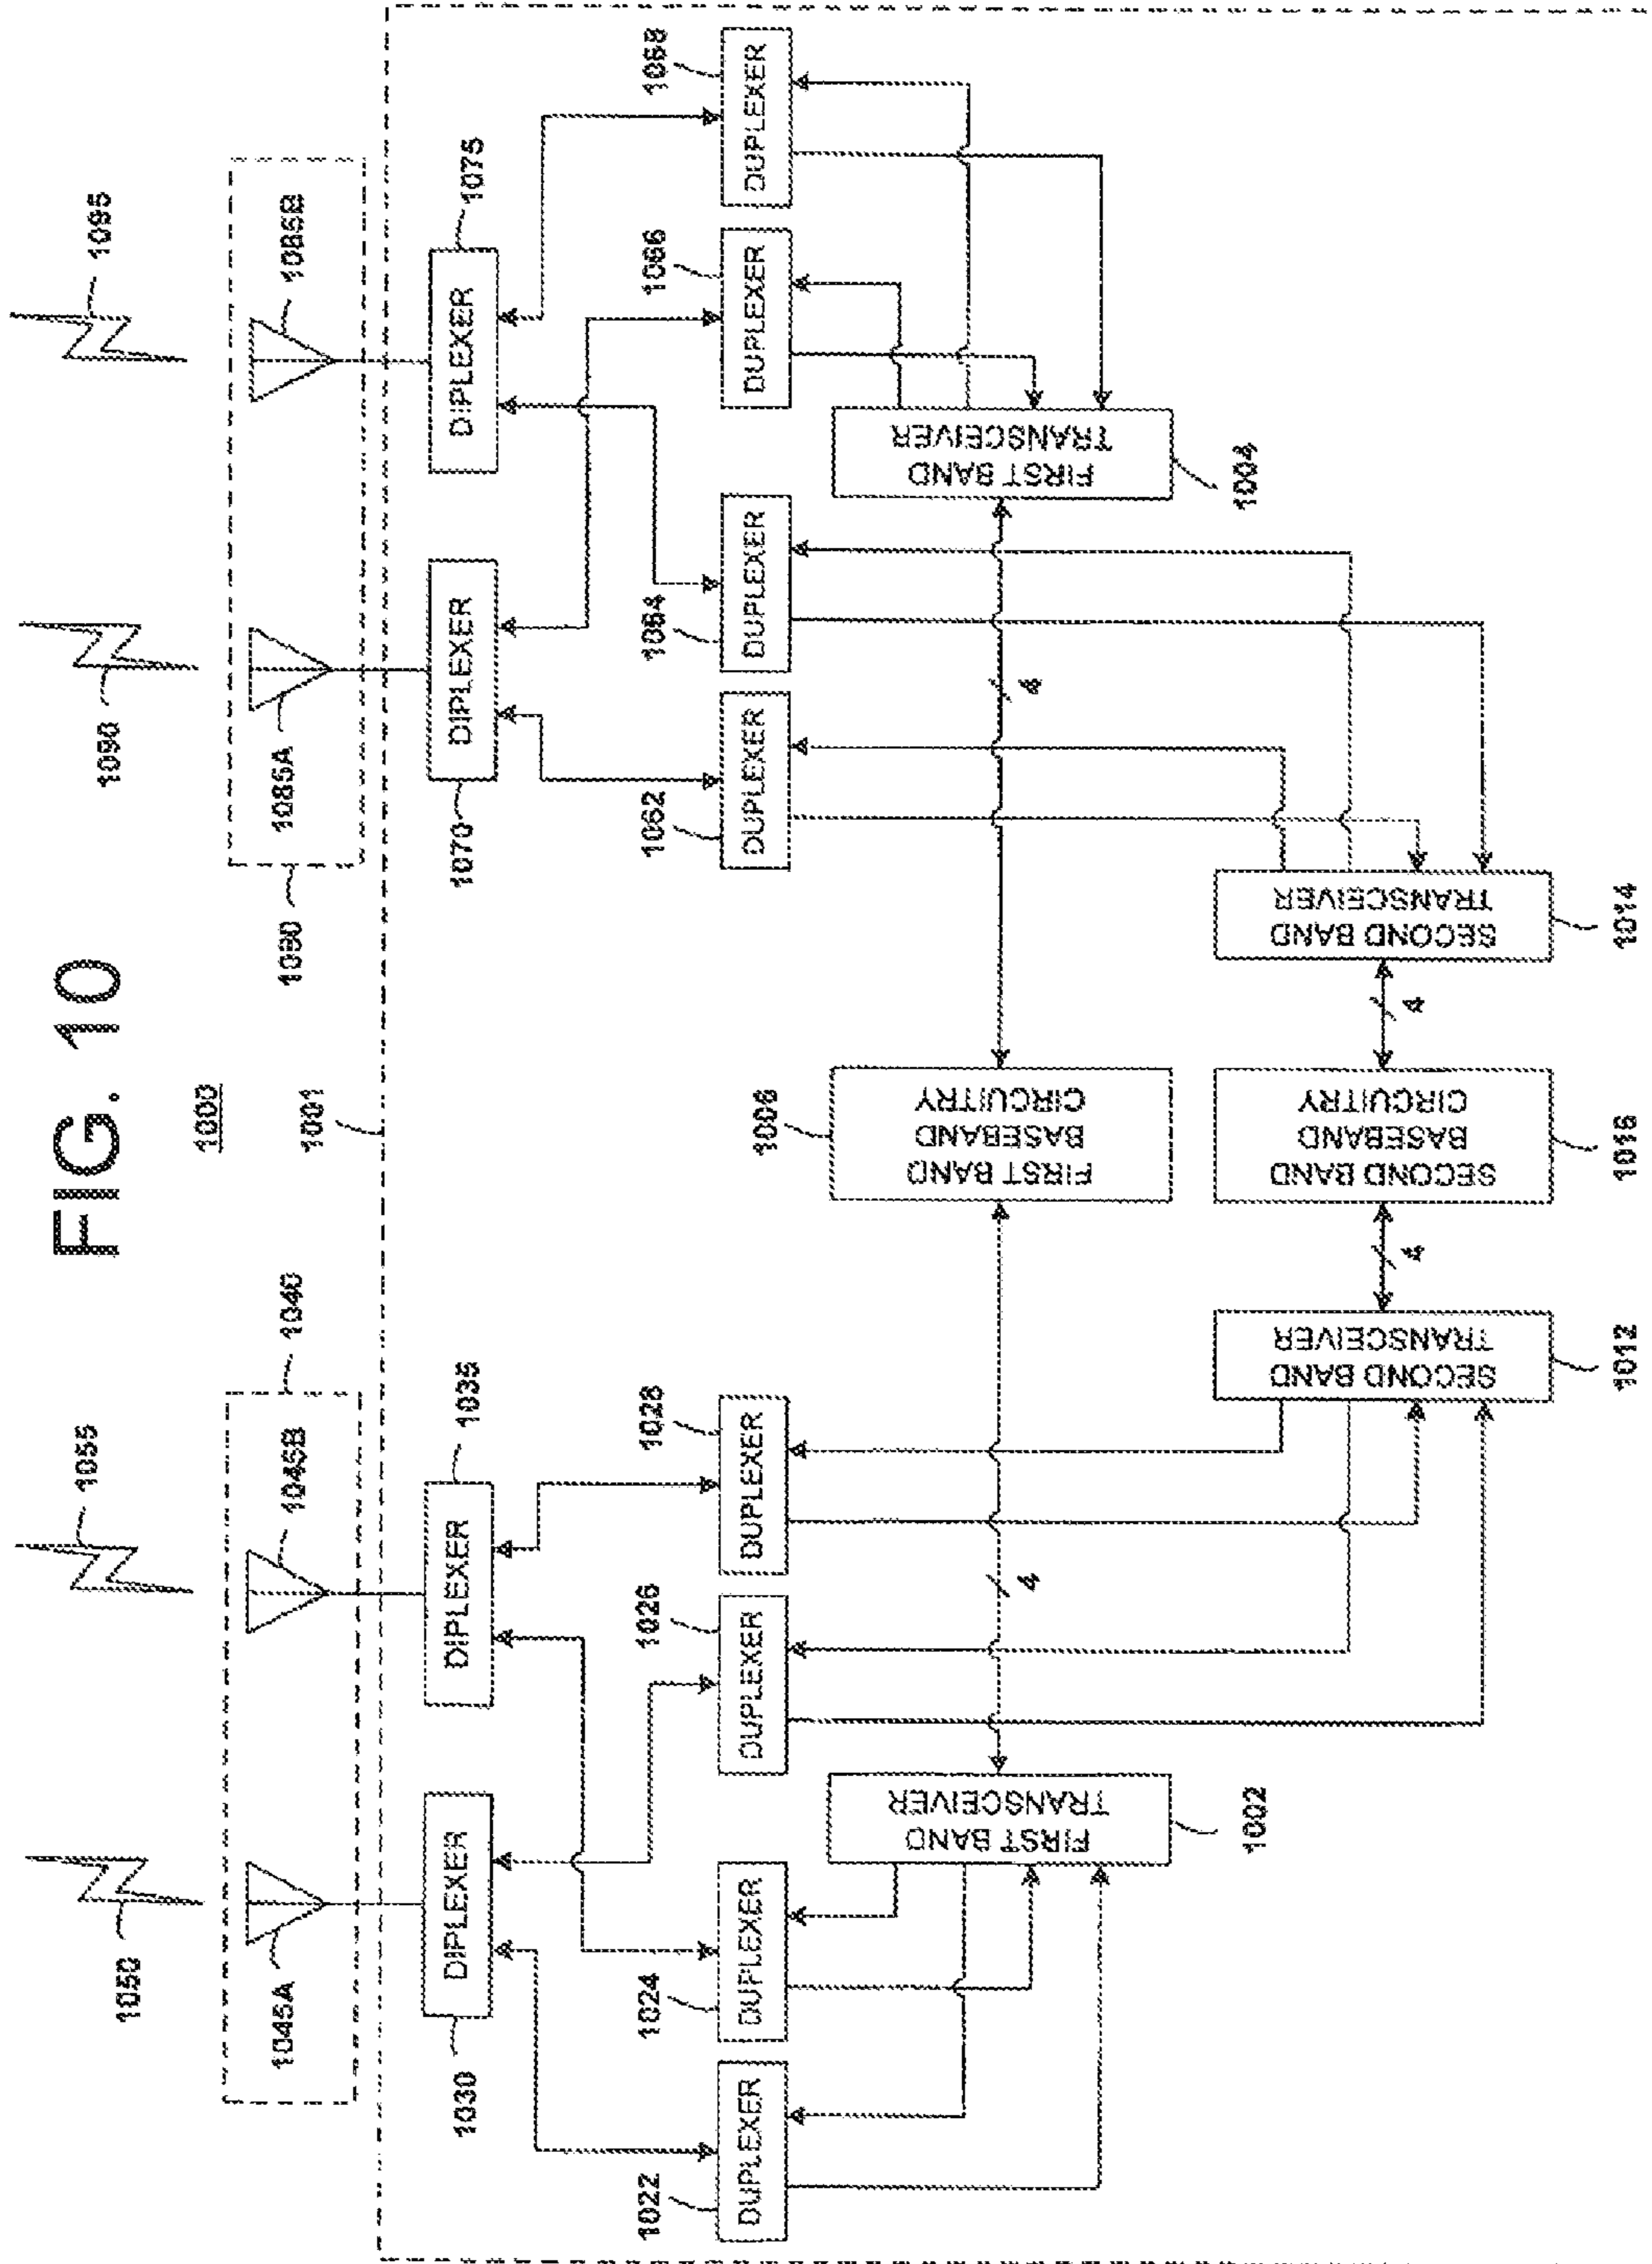 FIG. 10
1000
1001
1050
1055
1090
1095
1040
1045A
1045B
1080
1085A
1085B
1030
DIPLEXER
DIPLEXER
1035
1070
DIPLEXER
DIPLEXER
1075
1022
DUPLEXER
1024
DUPLEXER
1026
DUPLEXER
1028
DUPLEXER
1062
DUPLEXER
1064
DUPLEXER
1066
DUPLEXER
1068
DUPLEXER
FIRST BAND
TRANSCEIVER
1002
4
1006
FIRST BAND
BASEBAND
CIRCUITRY
4
FIRST BAND
TRANSCEIVER
1004
SECOND BAND
TRANSCEIVER
1012
4
SECOND BAND
BASEBAND
CIRCUITRY
1016
4
SECOND BAND
TRANSCEIVER
1014